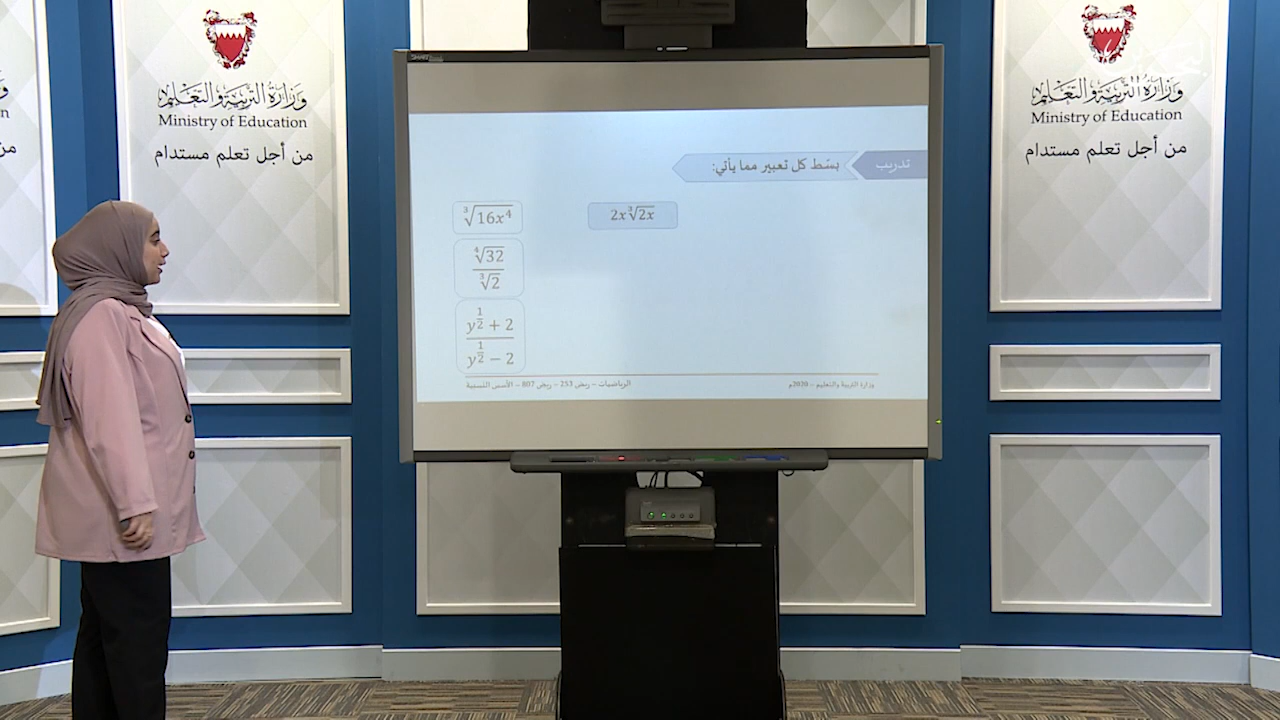 وزارة التربية والتعليم
Ministry of Education
من أجل تعلم مستدام
وزارة التربية والتعليم
Ministry of Education
من أجل تعلم مستدام
SMART
تدريب
بسّط كل تعبير مما يأتي:
∛16x⁴
2x∛2x
∜32
∛2
y^½ + 2
y^½ − 2
وزارة التربية والتعليم – 2020م
الرياضيات – ريض 253 – ريض 807 – الأسس النسبية